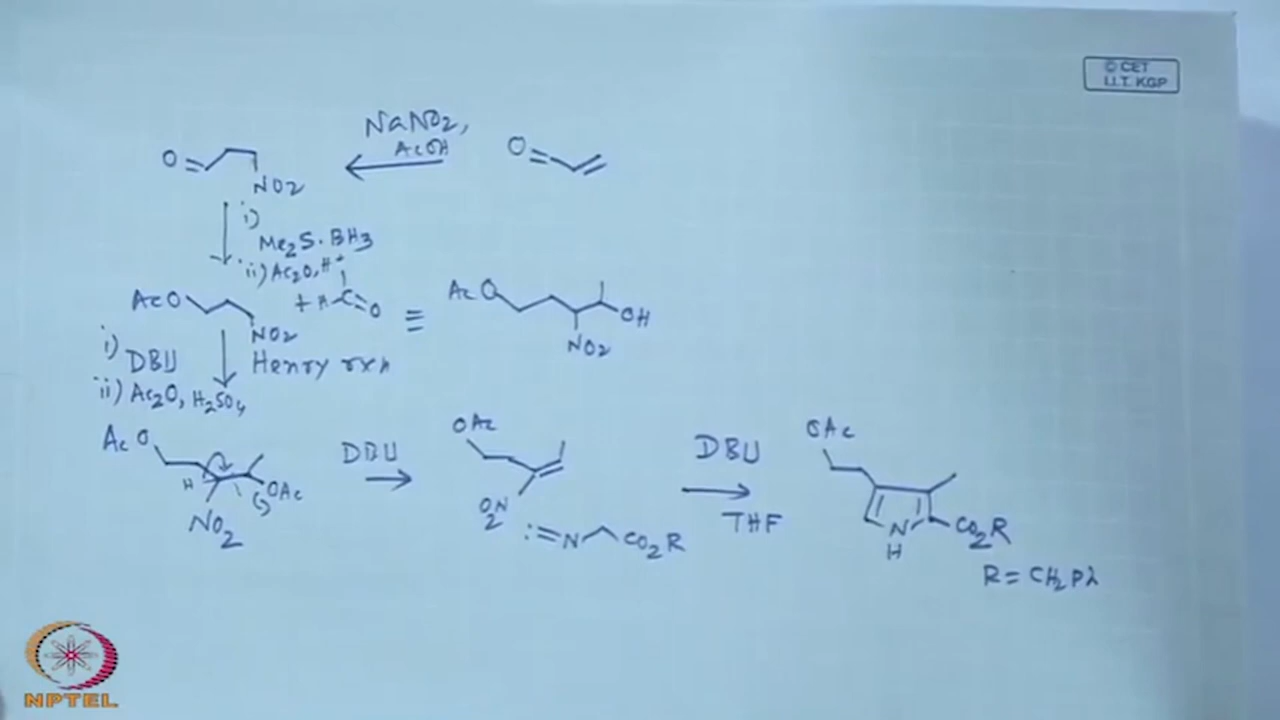 © CET
I.I.T. KGP
NaNO2,
AcOH
O
O
NO2
i)
Me2S·BH3
ii) Ac2O, H+
AcO
+ H
C=O
≡
AcO
OH
NO2
NO2
i) DBU
Henry rxn
ii) Ac2O, H2SO4
AcO
H
OAc
NO2
DBU
OAc
O2N
:=N
CO2R
DBU
THF
OAc
N
H
CO2R
R = CH2Ph
NPTEL